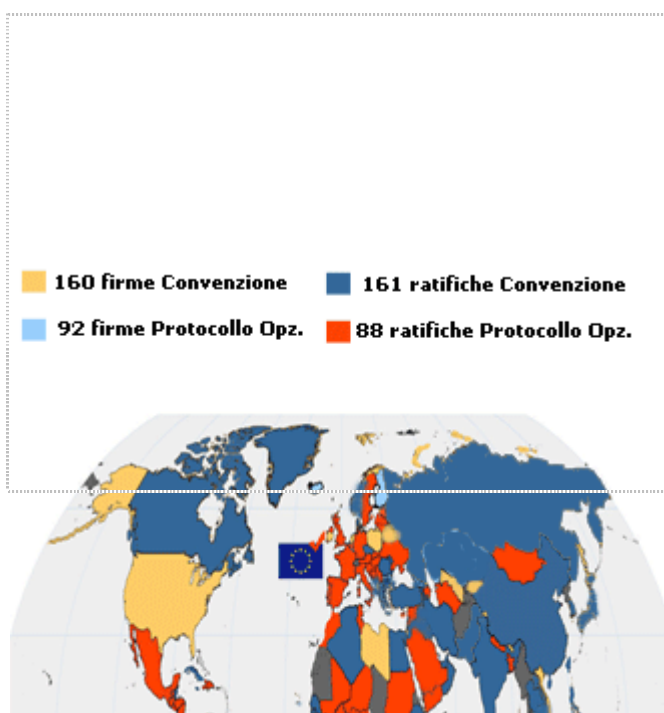 160 firme Convenzione
161 ratifiche Convenzione
92 firme Protocollo Opz.
88 ratifiche Protocollo Opz.